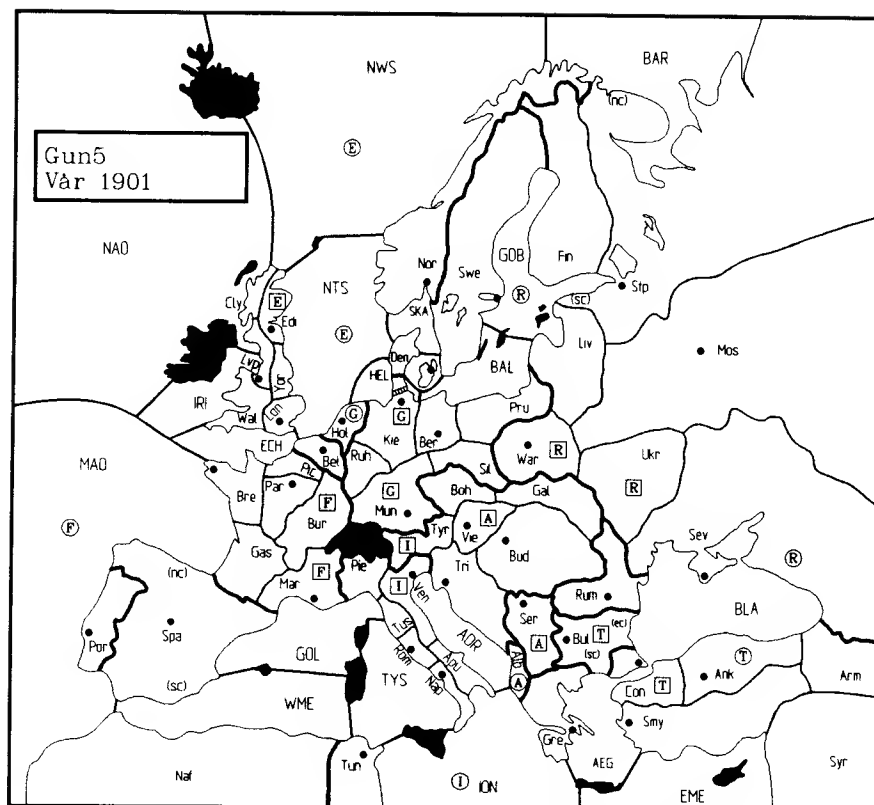 NWS
BAR
(nc)
E
Gun5
Vår 1901
NAO
NTS
Nor
Swe
GOB
Fin
R
Stp
(sc)
Cly
E
Edi
E
SKA
Den
Liv
Mos
Lvp
Yor
HEL
BAL
IRI
Wal
Lon
Hol
G
G
Kie
Ber
Pru
War
R
Ukr
R
ECH
Bel
Ruh
Sil
MAO
Pic
Par
Bre
Bur
F
G
Mun
Boh
Gal
F
Tyr
A
Vie
Bud
Sev
R
Gas
I
(nc)
Mar
F
Pie
I
Ven
Tri
Rum
BLA
Por
Spa
Tus
ADR
Ser
Bul
T
(ec)
(sc)
GOL
Rom
Apu
Alb
A
T
Ank
Arm
(sc)
TYS
Nap
A
Con
T
WME
Gre
Smy
Naf
Tun
I
ION
AEG
EME
Syr